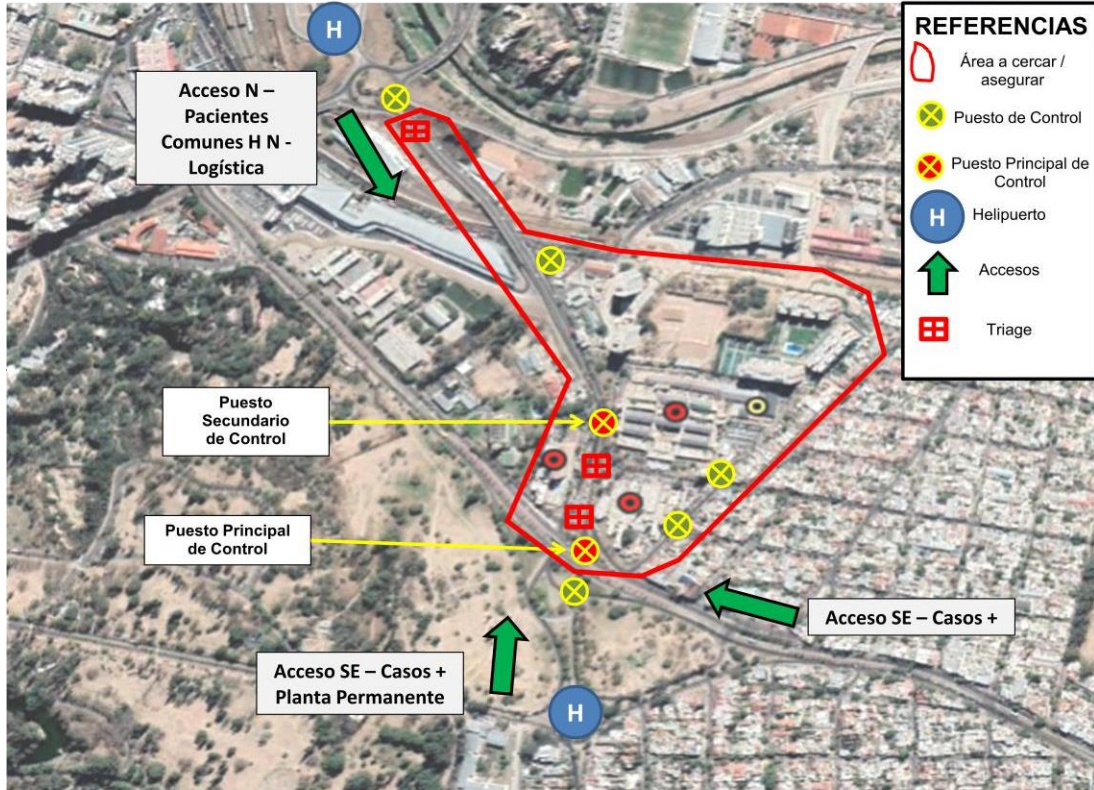 H
Acceso N –
Pacientes
Comunes H N -
Logística
REFERENCIAS
Área a cercar /
asegurar
Puesto de Control
Puesto Principal de
Control
H
Helipuerto
Accesos
Triage
Puesto
Secundario
de Control
Puesto Principal
de Control
Acceso SE – Casos +
Acceso SE – Casos +
Planta Permanente
H